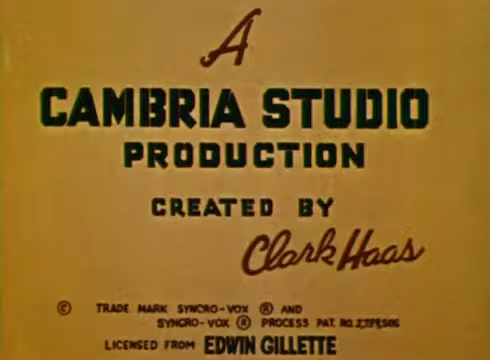 A
CAMBRIA STUDIO
PRODUCTION
CREATED BY
Clark Haas
© TRADE MARK SYNCRO-VOX ® AND
SYNCRO-VOX ® PROCESS PAT. NO.
LICENSED FROM EDWIN GILLETTE